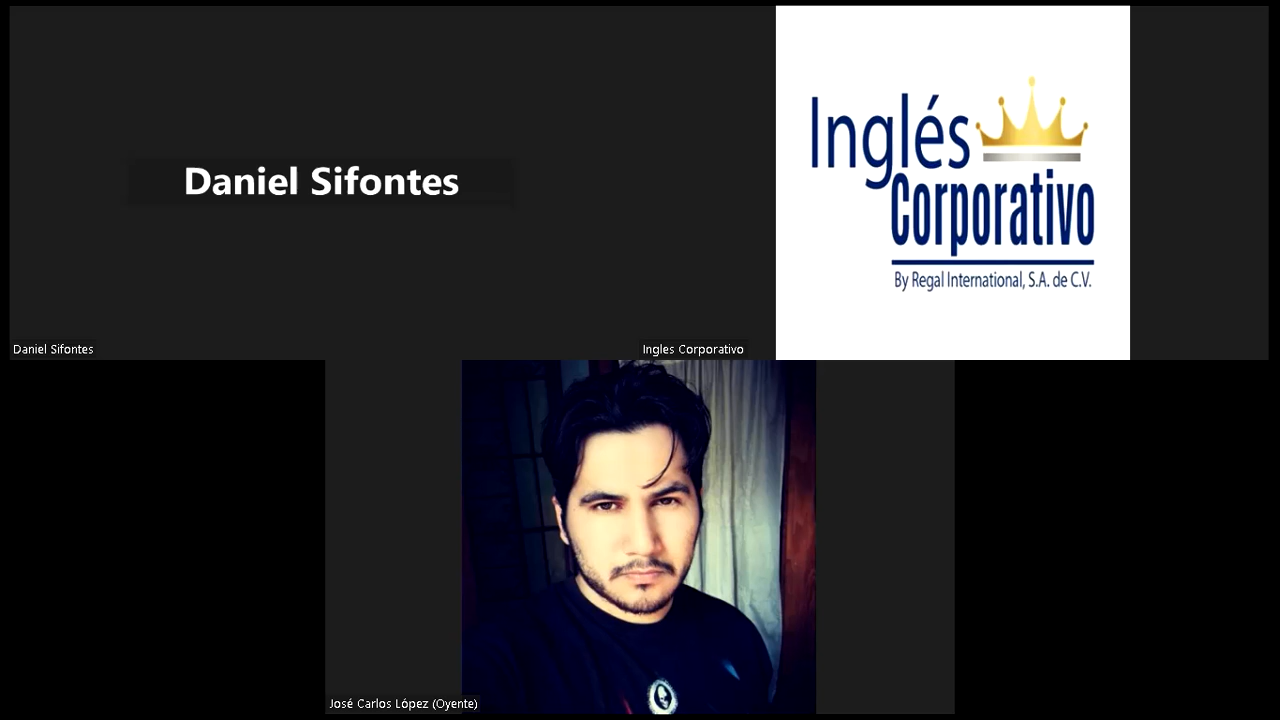 Daniel Sifontes
Inglés
Corporativo
By Regal International, S.A. de C.V.
Daniel Sifontes
Ingles Corporativo
José Carlos López (Oyente)